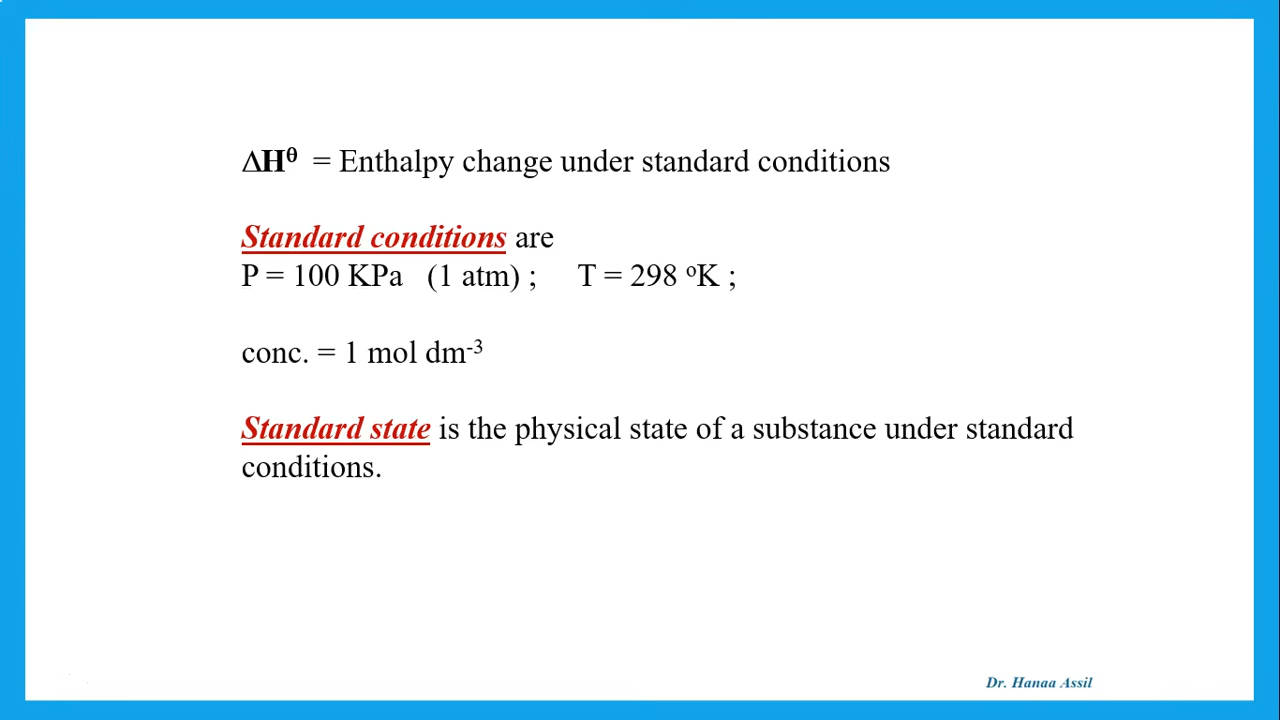 ΔHᶿ = Enthalpy change under standard conditions
Standard conditions are
P = 100 KPa (1 atm) ; T = 298 ᵒK ;
conc. = 1 mol dm⁻³
Standard state is the physical state of a substance under standard
conditions.
Dr. Hanaa Assil